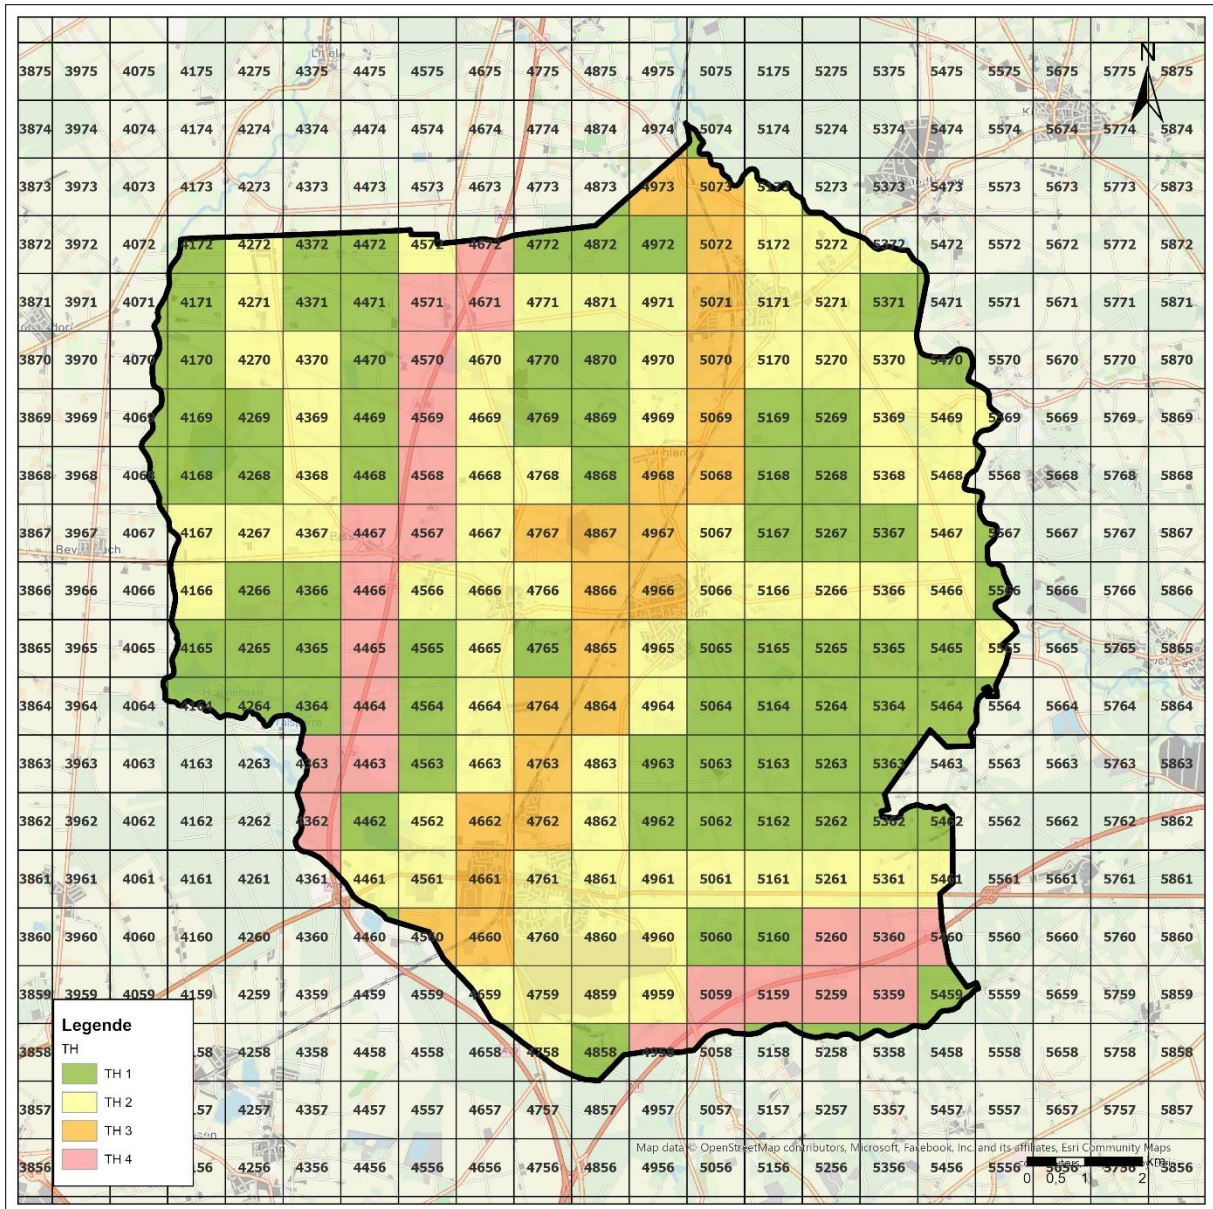 N
3875 3975 4075 4175 4275 4375 4475 4575 4675 4775 4875 4975 5075 5175 5275 5375 5475 5575 5675 5775 5875
3874 3974 4074 4174 4274 4374 4474 4574 4674 4774 4874 4974 5074 5174 5274 5374 5474 5574 5674 5774 5874
3873 3973 4073 4173 4273 4373 4473 4573 4673 4773 4873 4973 5073 5173 5273 5373 5473 5573 5673 5773 5873
3872 3972 4072 4172 4272 4372 4472 4572 4672 4772 4872 4972 5072 5172 5272 5372 5472 5572 5672 5772 5872
3871 3971 4071 4171 4271 4371 4471 4571 4671 4771 4871 4971 5071 5171 5271 5371 5471 5571 5671 5771 5871
3870 3970 4070 4170 4270 4370 4470 4570 4670 4770 4870 4970 5070 5170 5270 5370 5470 5570 5670 5770 5870
3869 3969 4069 4169 4269 4369 4469 4569 4669 4769 4869 4969 5069 5169 5269 5369 5469 5569 5669 5769 5869
3868 3968 4068 4168 4268 4368 4468 4568 4668 4768 4868 4968 5068 5168 5268 5368 5468 5568 5668 5768 5868
3867 3967 4067 4167 4267 4367 4467 4567 4667 4767 4867 4967 5067 5167 5267 5367 5467 5567 5667 5767 5867
3866 3966 4066 4166 4266 4366 4466 4566 4666 4766 4866 4966 5066 5166 5266 5366 5466 5566 5666 5766 5866
3865 3965 4065 4165 4265 4365 4465 4565 4665 4765 4865 4965 5065 5165 5265 5365 5465 5565 5665 5765 5865
3864 3964 4064 4164 4264 4364 4464 4564 4664 4764 4864 4964 5064 5164 5264 5364 5464 5564 5664 5764 5864
3863 3963 4063 4163 4263 4363 4463 4563 4663 4763 4863 4963 5063 5163 5263 5363 5463 5563 5663 5763 5863
3862 3962 4062 4162 4262 4362 4462 4562 4662 4762 4862 4962 5062 5162 5262 5362 5462 5562 5662 5762 5862
3861 3961 4061 4161 4261 4361 4461 4561 4661 4761 4861 4961 5061 5161 5261 5361 5461 5561 5661 5761 5861
3860 3960 4060 4160 4260 4360 4460 4560 4660 4760 4860 4960 5060 5160 5260 5360 5460 5560 5660 5760 5860
3859 3959 4059 4159 4259 4359 4459 4559 4659 4759 4859 4959 5059 5159 5259 5359 5459 5559 5659 5759 5859
3858 4258 4358 4458 4558 4658 4758 4858 4958 5058 5158 5258 5358 5458 5558 5658 5758 5858
3857 4257 4357 4457 4557 4657 4757 4857 4957 5057 5157 5257 5357 5457 5557 5657 5757 5857
3856 4256 4356 4456 4556 4656 4756 4856 4956 5056 5156 5256 5356 5456 5556 5656 5756 5856
Legende
TH
TH 1
TH 2
TH 3
TH 4
Map data © OpenStreetMap contributors, Microsoft, Facebook, Inc. and its affiliates, Esri Community Maps
0 0,5 1 2